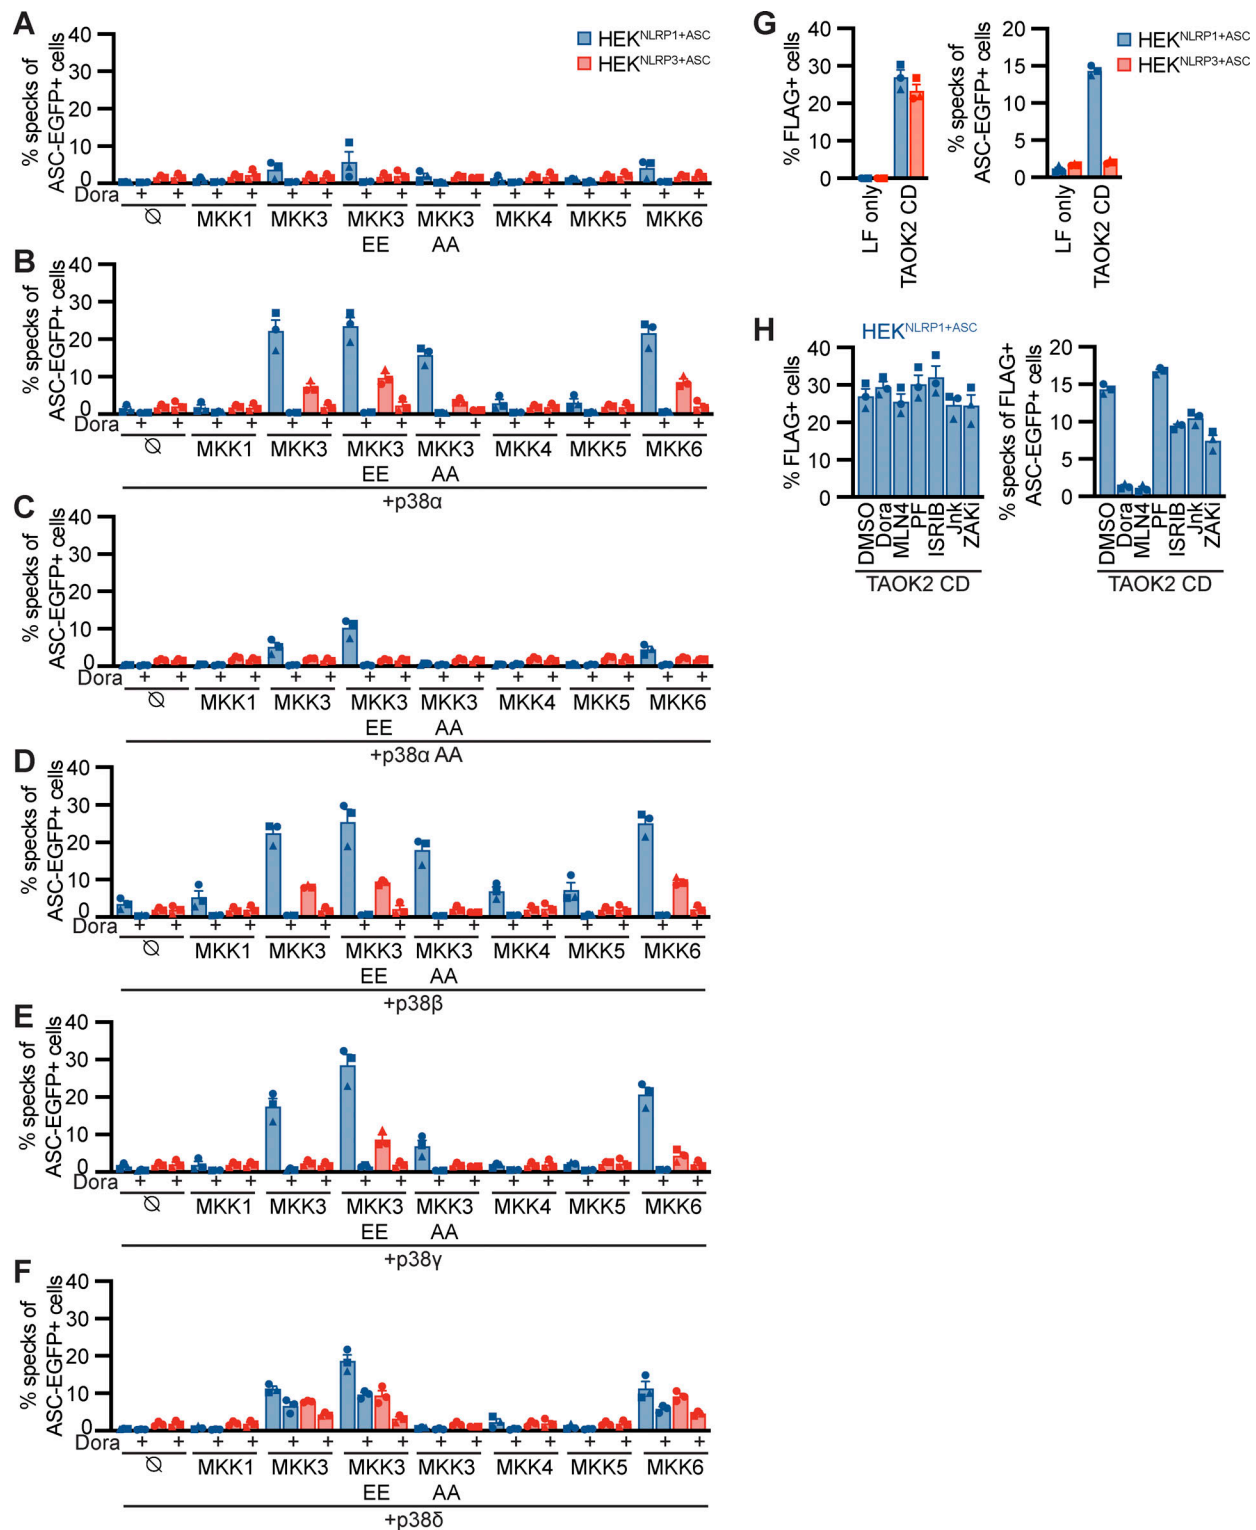 A
% specks of
ASC-EGFP+ cells
40
30
20
10
0
HEK^NLRP1+ASC
HEK^NLRP3+ASC
Dora + + + + + + + + + + + + + + + +
∅ MKK1 MKK3 MKK3 MKK3 MKK4 MKK5 MKK6
EE AA
B
% specks of
ASC-EGFP+ cells
40
30
20
10
0
Dora + + + + + + + + + + + + + + + +
∅ MKK1 MKK3 MKK3 MKK3 MKK4 MKK5 MKK6
EE AA
+p38α
C
% specks of
ASC-EGFP+ cells
40
30
20
10
0
Dora + + + + + + + + + + + + + + + +
∅ MKK1 MKK3 MKK3 MKK3 MKK4 MKK5 MKK6
EE AA
+p38α AA
D
% specks of
ASC-EGFP+ cells
40
30
20
10
0
Dora + + + + + + + + + + + + + + + +
∅ MKK1 MKK3 MKK3 MKK3 MKK4 MKK5 MKK6
EE AA
+p38β
E
% specks of
ASC-EGFP+ cells
40
30
20
10
0
Dora + + + + + + + + + + + + + + + +
∅ MKK1 MKK3 MKK3 MKK3 MKK4 MKK5 MKK6
EE AA
+p38γ
F
% specks of
ASC-EGFP+ cells
40
30
20
10
0
Dora + + + + + + + + + + + + + + + +
∅ MKK1 MKK3 MKK3 MKK3 MKK4 MKK5 MKK6
EE AA
+p38δ
G
% FLAG+ cells
40
30
20
10
0
LF only
TAOK2 CD
% specks of
ASC-EGFP+ cells
20
15
10
5
0
LF only
TAOK2 CD
HEK^NLRP1+ASC
HEK^NLRP3+ASC
H
HEK^NLRP1+ASC
% FLAG+ cells
40
30
20
10
0
DMSO
Dora
MLN4
PF
ISRIB
Jnk
ZAKi
TAOK2 CD
% specks of FLAG+
ASC-EGFP+ cells
20
15
10
5
0
DMSO
Dora
MLN4
PF
ISRIB
Jnk
ZAKi
TAOK2 CD